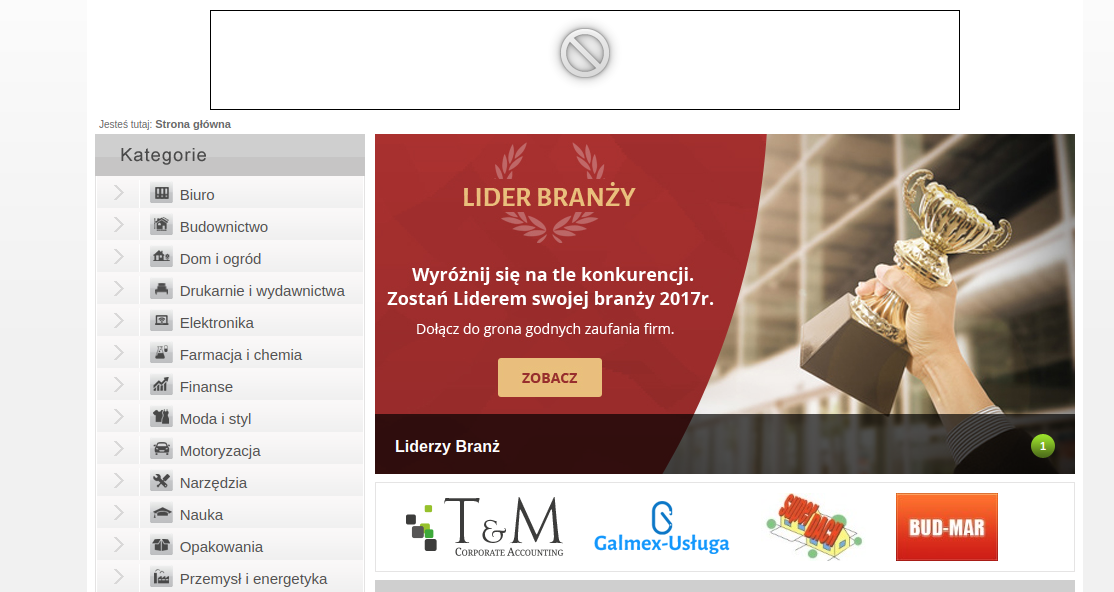 Jesteś tutaj: Strona główna
Kategorie
Biuro
Budownictwo
Dom i ogród
Drukarnie i wydawnictwa
Elektronika
Farmacja i chemia
Finanse
Moda i styl
Motoryzacja
Narzędzia
Nauka
Opakowania
Przemysł i energetyka
LIDER BRANŻY
Wyróżnij się na tle konkurencji.
Zostań Liderem swojej branży 2017r.
Dołącz do grona godnych zaufania firm.
ZOBACZ
Liderzy Branż
1
T&M
CORPORATE ACCOUNTING
Galmex-Usługa
SUPER DACH
BUD-MAR